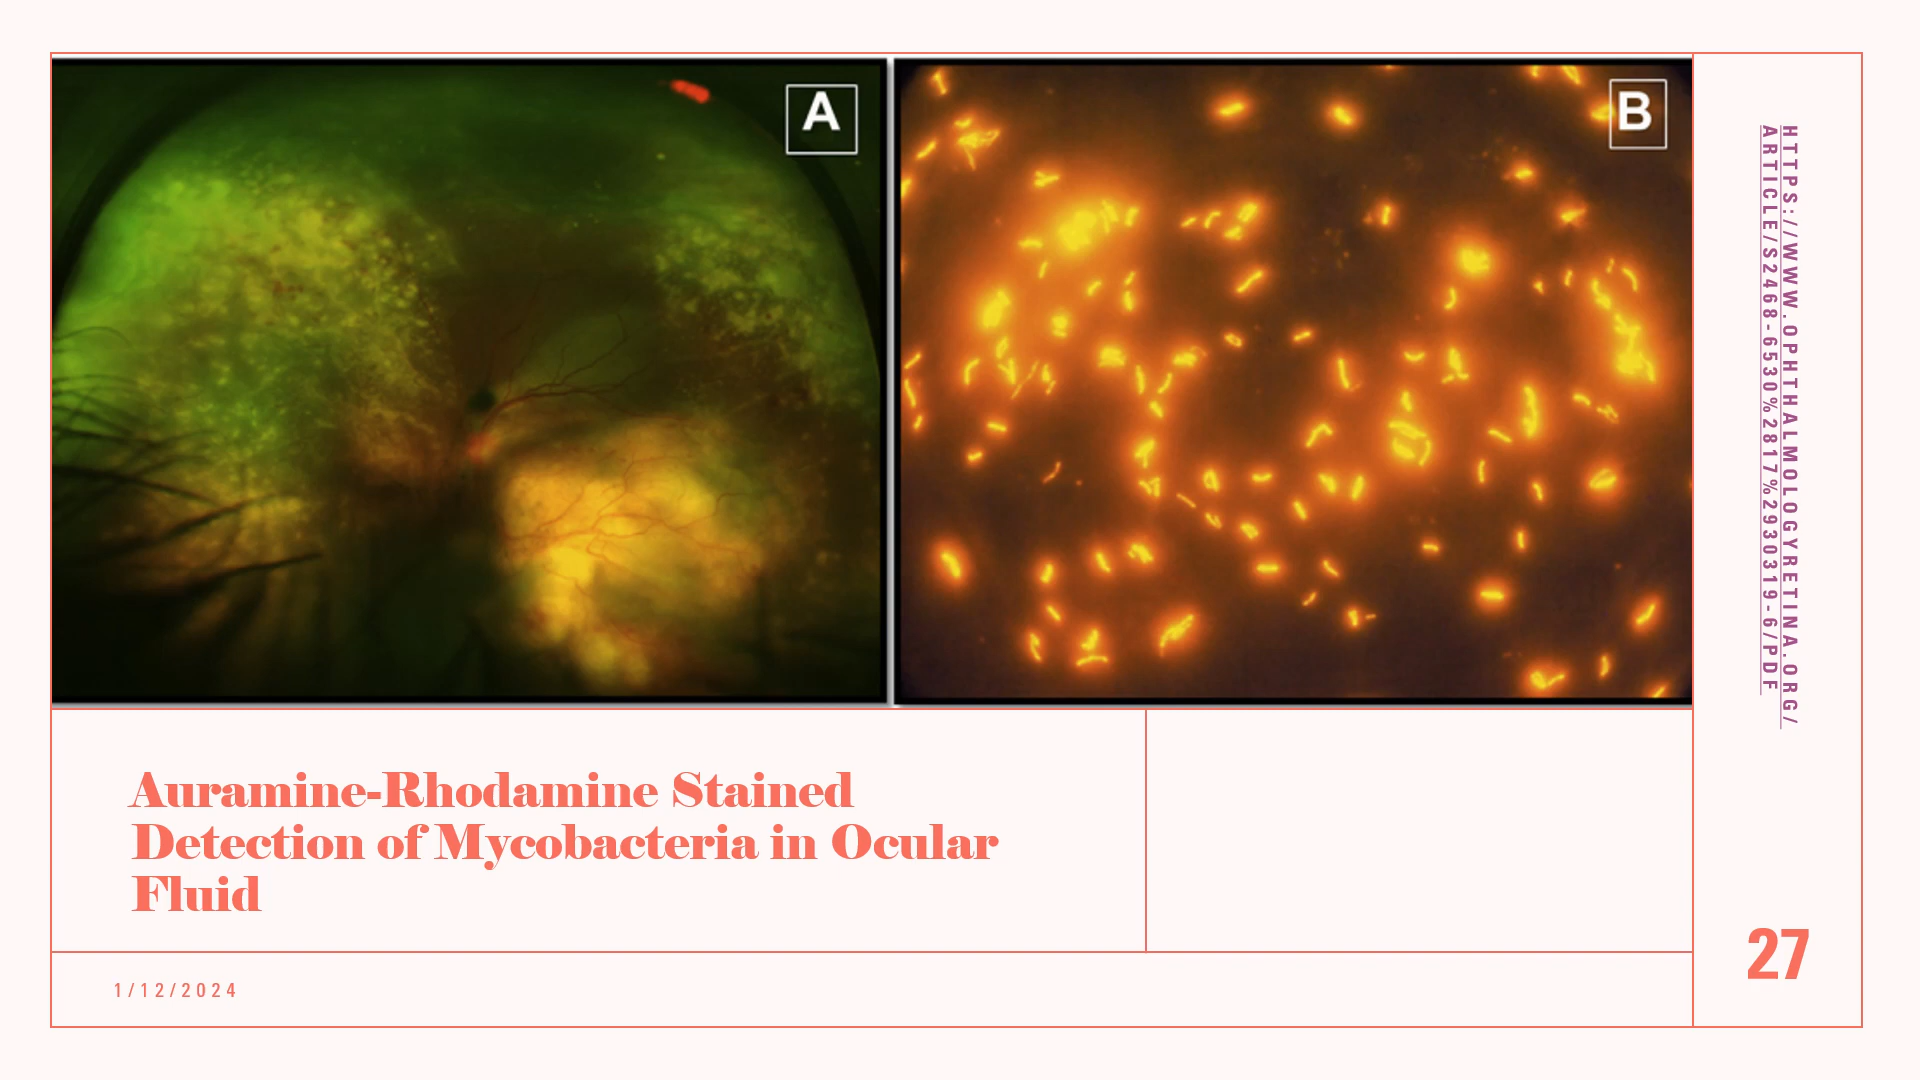 A
B
HTTPS://WWW.OPHTHALMOLOGYRETINA.ORG/
ARTICLE/S2468-6530%2817%2930319-6/PDF
Auramine-Rhodamine Stained
Detection of Mycobacteria in Ocular
Fluid
27
1/12/2024